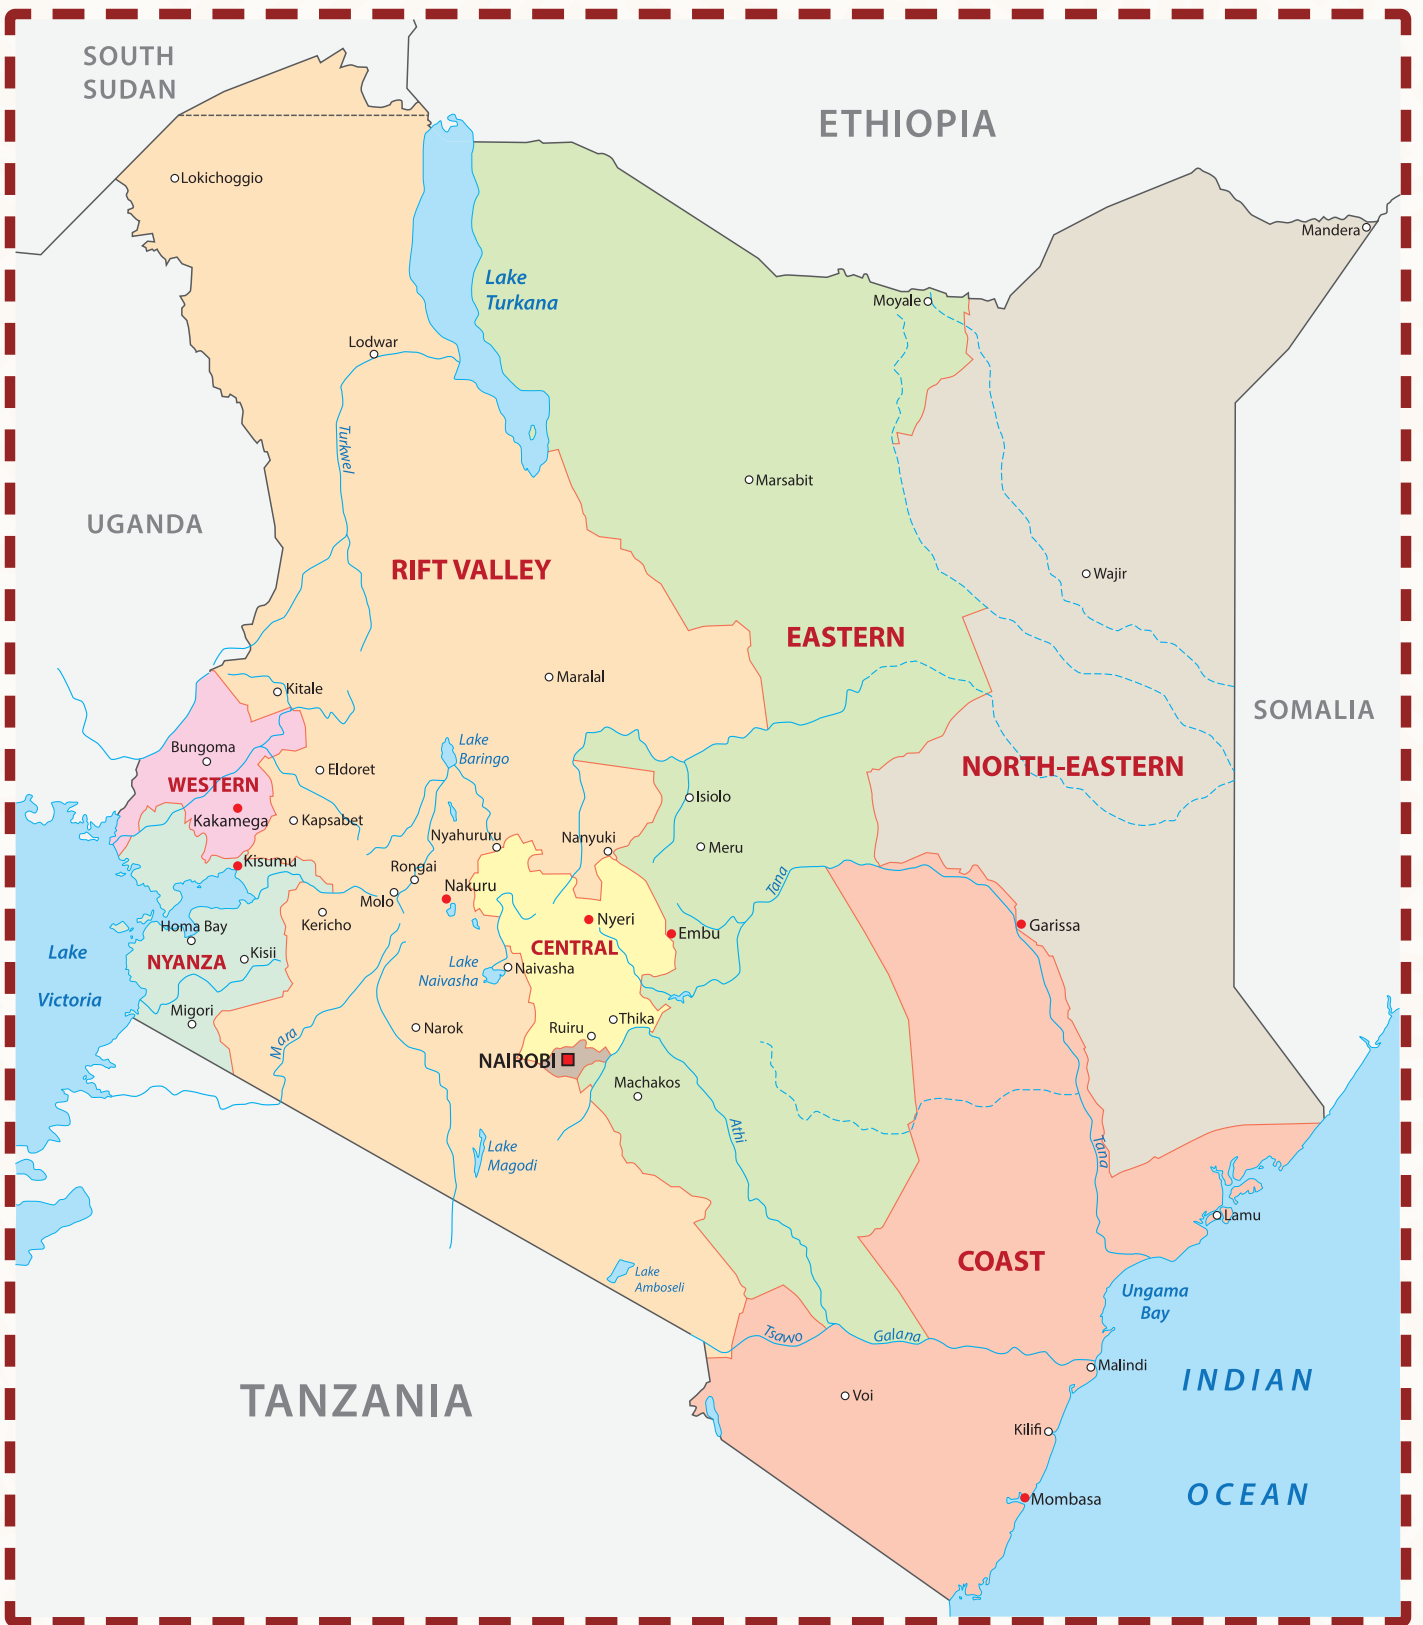 SOUTH
SUDAN
ETHIOPIA
Lokichoggio
Mandera
Lake
Turkana
Moyale
Lodwar
Turkwel
Marsabit
UGANDA
RIFT VALLEY
Wajir
EASTERN
Maralal
Kitale
SOMALIA
Bungoma
Lake
Baringo
Eldoret
NORTH-EASTERN
WESTERN
Isiolo
Kakamega
Kapsabet
Nyahururu
Nanyuki
Meru
Kisumu
Rongai
Nakuru
Molo
Tana
Kericho
Nyeri
Embu
Garissa
Homa Bay
CENTRAL
Lake
Victoria
NYANZA
Kisii
Lake
Naivasha
Naivasha
Migori
Narok
Ruiru
Thika
Mara
NAIROBI
Machakos
Athi
Lake
Magodi
Tana
Lamu
COAST
Lake
Amboseli
Ungama
Bay
Tsawo
Galana
Malindi
INDIAN
OCEAN
TANZANIA
Voi
Kilifi
Mombasa